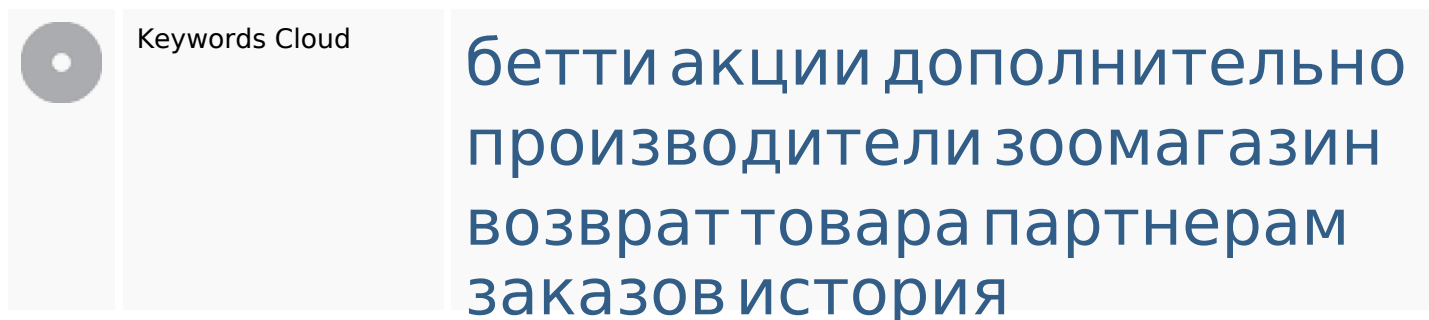 Keywords Cloud
бетти акции дополнительно
производители зоомагазин
возврат товара партнерам
заказов история